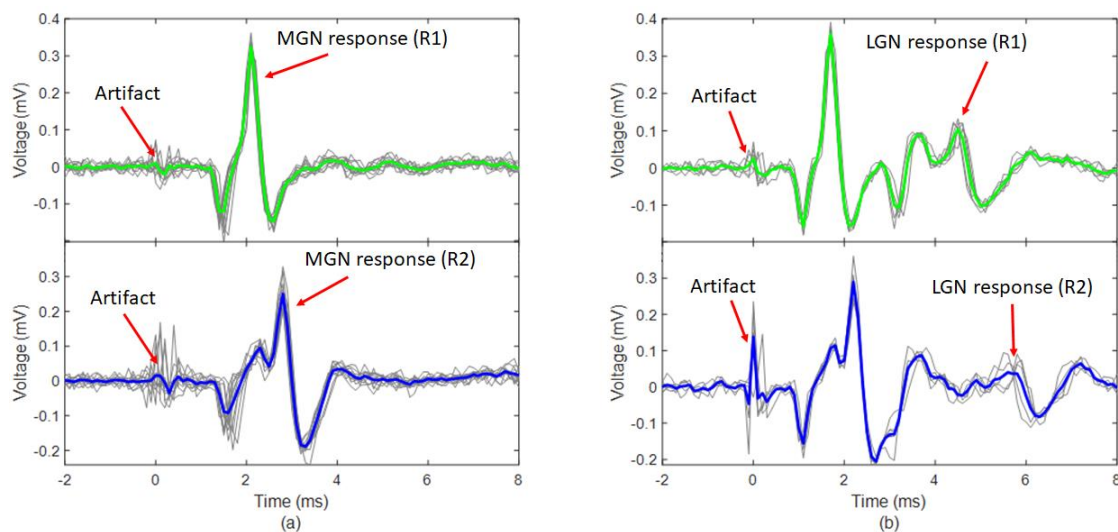 0.4
0.3
0.2
0.1
0
-0.1
Voltage (mV)
MGN response (R1)
Artifact
0.3
0.2
0.1
0
-0.1
-0.2
Voltage (mV)
MGN response (R2)
Artifact
-2 0 2 4 6 8
Time (ms)
(a)
0.4
0.3
0.2
0.1
0
-0.1
Voltage (mV)
LGN response (R1)
Artifact
0.3
0.2
0.1
0
-0.1
-0.2
Voltage (mV)
Artifact
LGN response (R2)
-2 0 2 4 6 8
Time (ms)
(b)